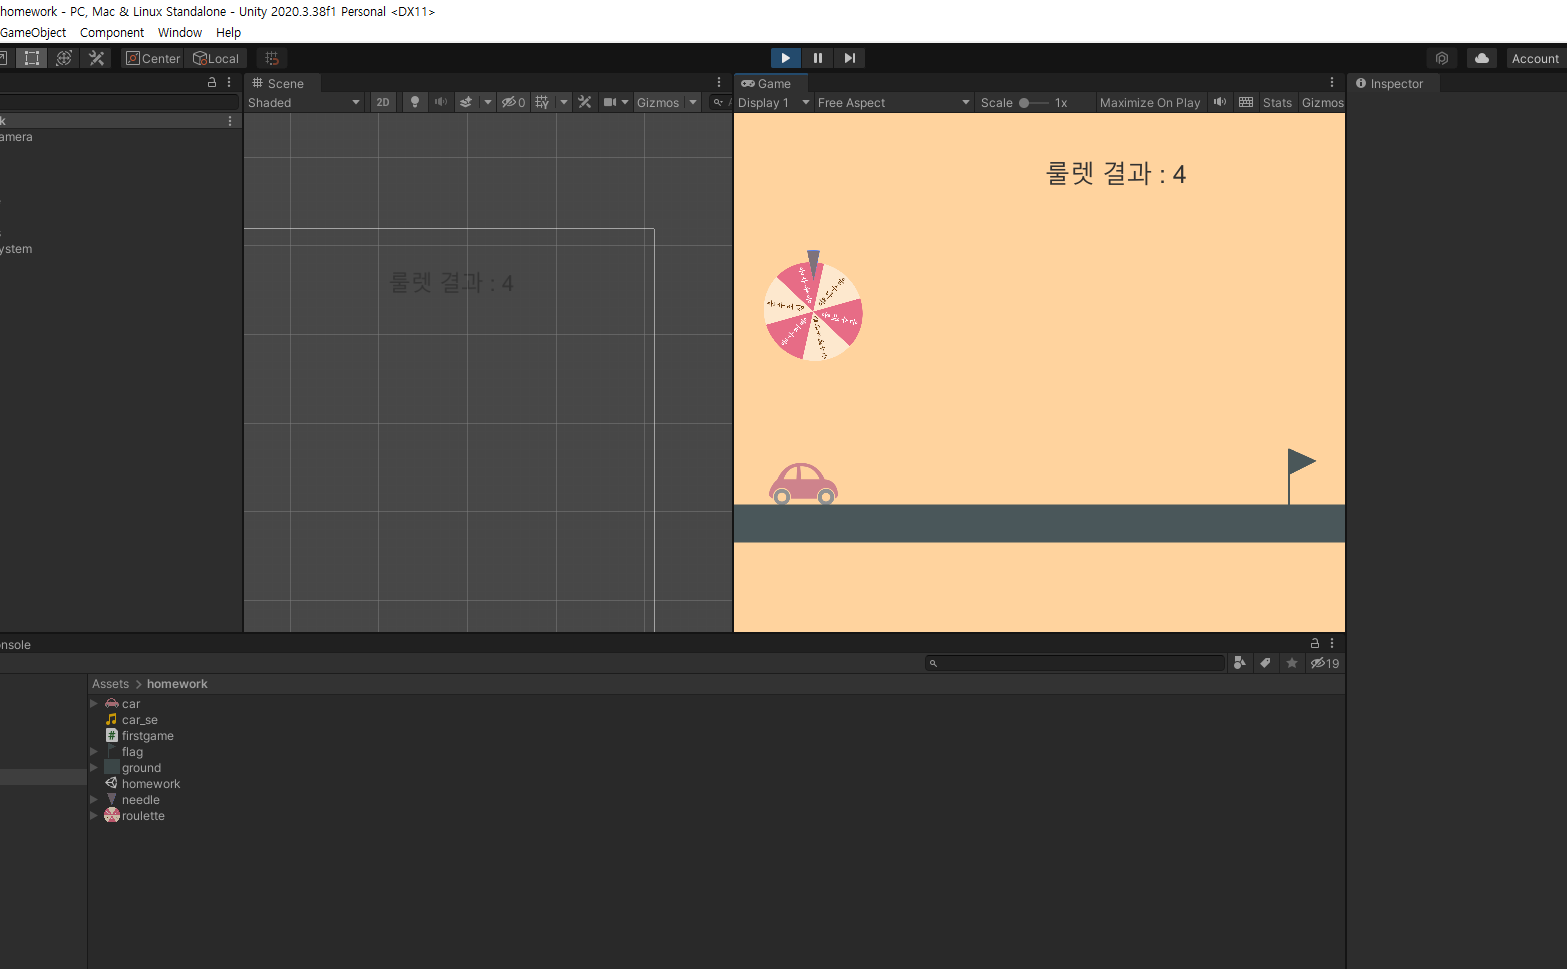 homework - PC, Mac & Linux Standalone - Unity 2020.3.38f1 Personal <DX11>
GameObject Component Window Help
Center Local Account
Scene Game Inspector
Shaded 2D 0 Gizmos Display 1 Free Aspect Scale 1x Maximize On Play Stats Gizmos
k
amera
ystem
룰렛 결과 : 4
룰렛 결과 : 4
onsole
19
Assets > homework
car
car_se
firstgame
flag
ground
homework
needle
roulette